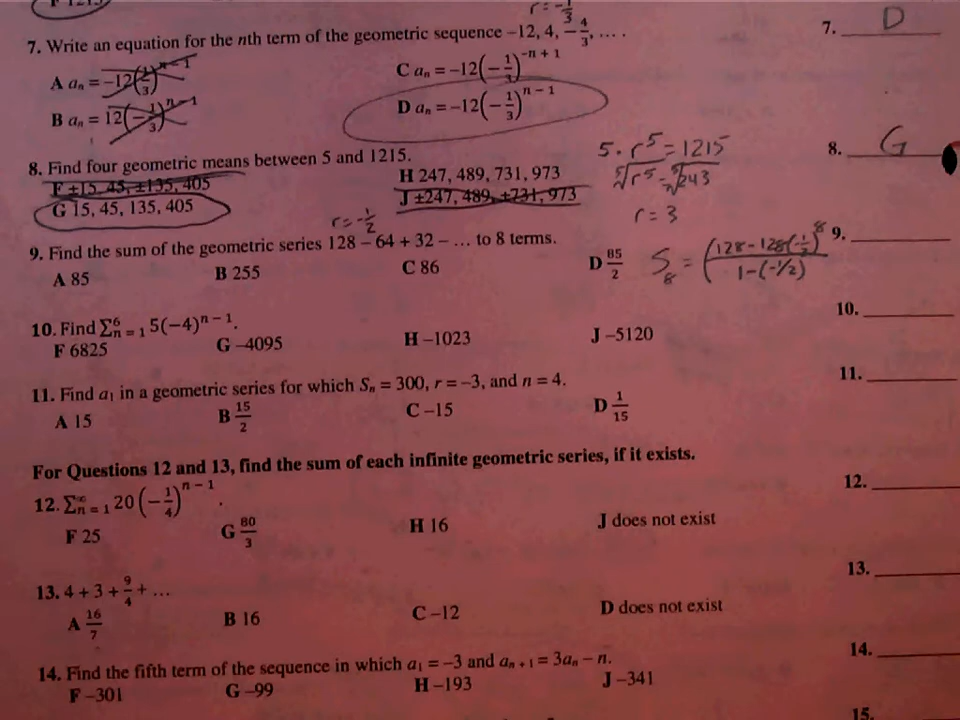 F 1215
r = -1/3
7. Write an equation for the nth term of the geometric sequence −12, 4, −4/3, … .
7. D
A aₙ = −12(1/3)^(n − 1)
C aₙ = −12(−1/3)^(−n + 1)
B aₙ = 12(−1/3)^(n − 1)
D aₙ = −12(−1/3)^(n − 1)
8. Find four geometric means between 5 and 1215.
5 · r⁵ = 1215
8. G
F ±15, 45, ±135, 405
H 247, 489, 731, 973
⁵√r⁵ = ⁵√243
G 15, 45, 135, 405
J ±247, 489, ±731, 973
r = 3
r = -1/2
9. Find the sum of the geometric series 128 – 64 + 32 – … to 8 terms.
9.
A 85
B 255
C 86
D 85/2
S₈ = (128 - 128(-1/2)^8 / 1-(-1/2)
10. Find Σ⁶ₙ₌₁ 5(−4)^(n − 1).
10.
F 6825
G –4095
H –1023
J –5120
11. Find a₁ in a geometric series for which Sₙ = 300, r = –3, and n = 4.
11.
A 15
B 15/2
C –15
D 1/15
For Questions 12 and 13, find the sum of each infinite geometric series, if it exists.
12. Σ^∞ₙ₌₁ 20(−1/4)^(n − 1).
12.
F 25
G 80/3
H 16
J does not exist
13. 4 + 3 + 9/4 + …
13.
A 16/7
B 16
C –12
D does not exist
14. Find the fifth term of the sequence in which a₁ = –3 and aₙ₊₁ = 3aₙ – n.
14.
F –301
G –99
H –193
J –341
15.